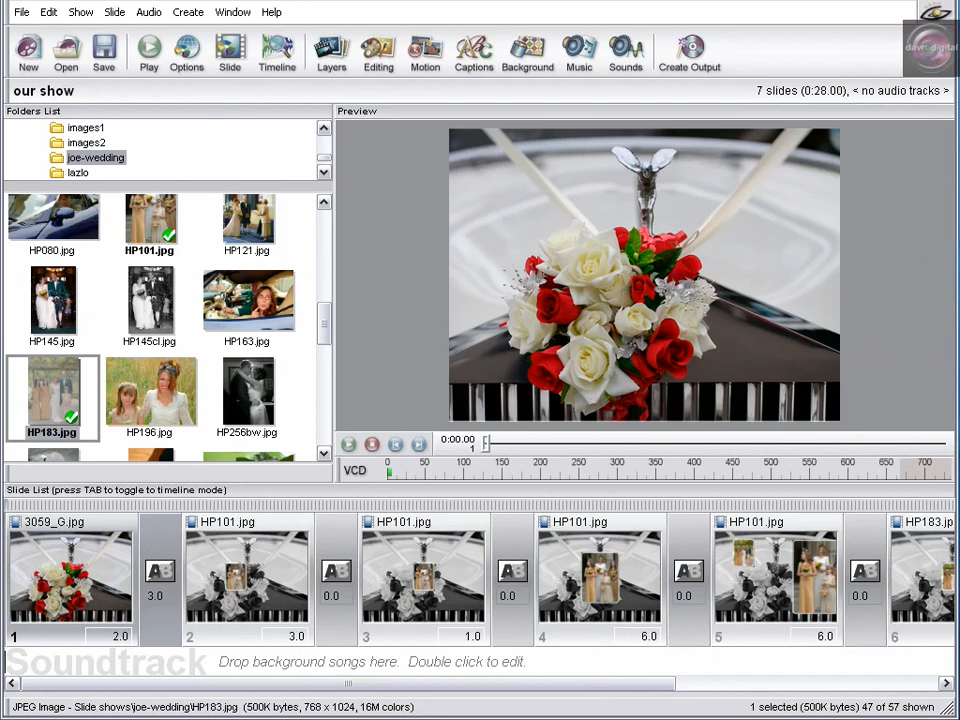 File Edit Show Slide Audio Create Window Help
New Open Save Play Options Slide Timeline Layers Editing Motion Captions Background Music Sounds Create Output
davr-digital
our show 7 slides (0:28.00), < no audio tracks >
Folders List Preview
images1
images2
joe-wedding
lazlo
HP080.jpg HP101.jpg HP121.jpg
HP145.jpg HP145cl.jpg HP163.jpg
HP183.jpg HP196.jpg HP256bw.jpg
0:00.00
1
VCD 0 50 100 150 200 250 300 350 400 450 500 550 600 650 700
Slide List (press TAB to toggle to timeline mode)
3059_G.jpg HP101.jpg HP101.jpg HP101.jpg HP101.jpg HP183.jp
AB AB AB AB AB
3.0 0.0 0.0 0.0 0.0
1 2.0 2 3.0 3 1.0 4 6.0 5 6.0 6
Soundtrack Drop background songs here. Double click to edit.
JPEG Image - Slide shows\joe-wedding\HP183.jpg (500K bytes, 768 x 1024, 16M colors) 1 selected (500K bytes) 47 of 57 shown